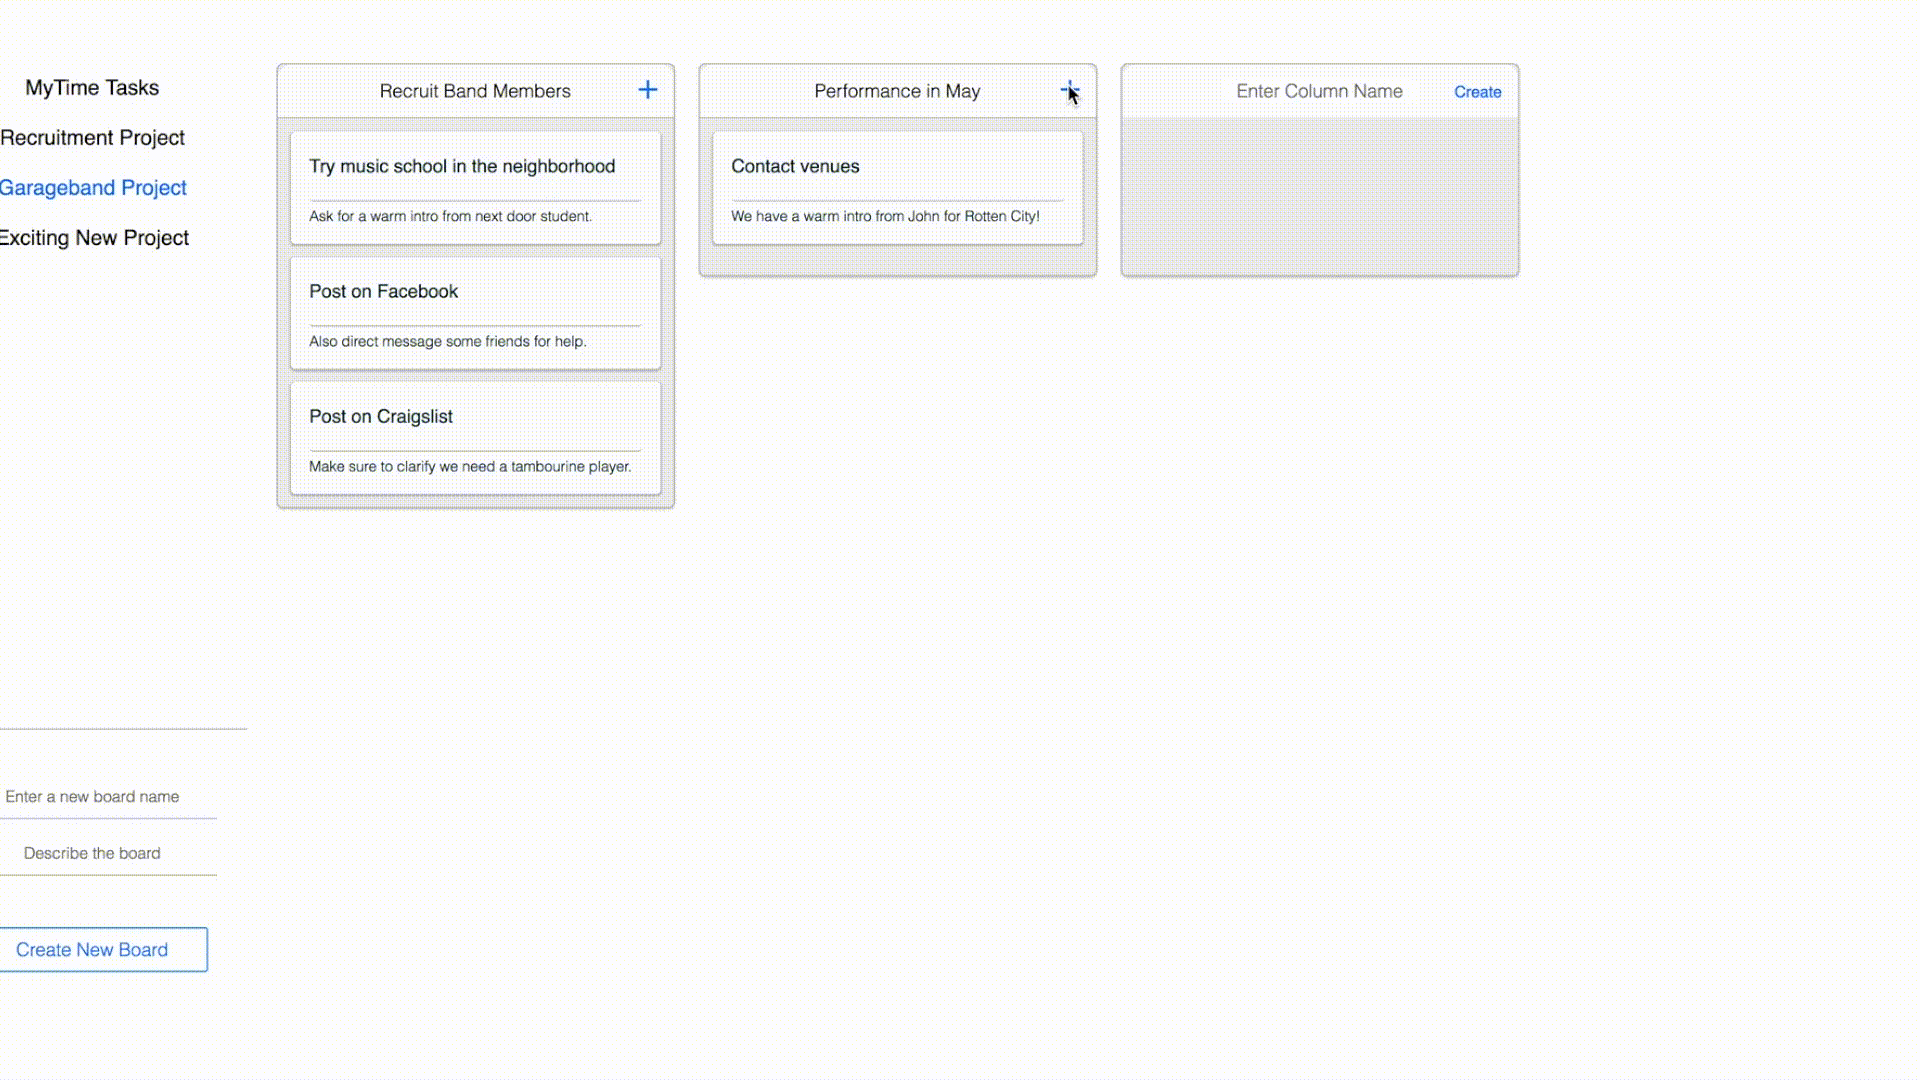 MyTime Tasks
Recruitment Project
Garageband Project
Exciting New Project
Enter a new board name
Describe the board
Create New Board
Recruit Band Members +
Try music school in the neighborhood
Ask for a warm intro from next door student.
Post on Facebook
Also direct message some friends for help.
Post on Craigslist
Make sure to clarify we need a tambourine player.
Performance in May +
Contact venues
We have a warm intro from John for Rotten City!
Enter Column Name Create